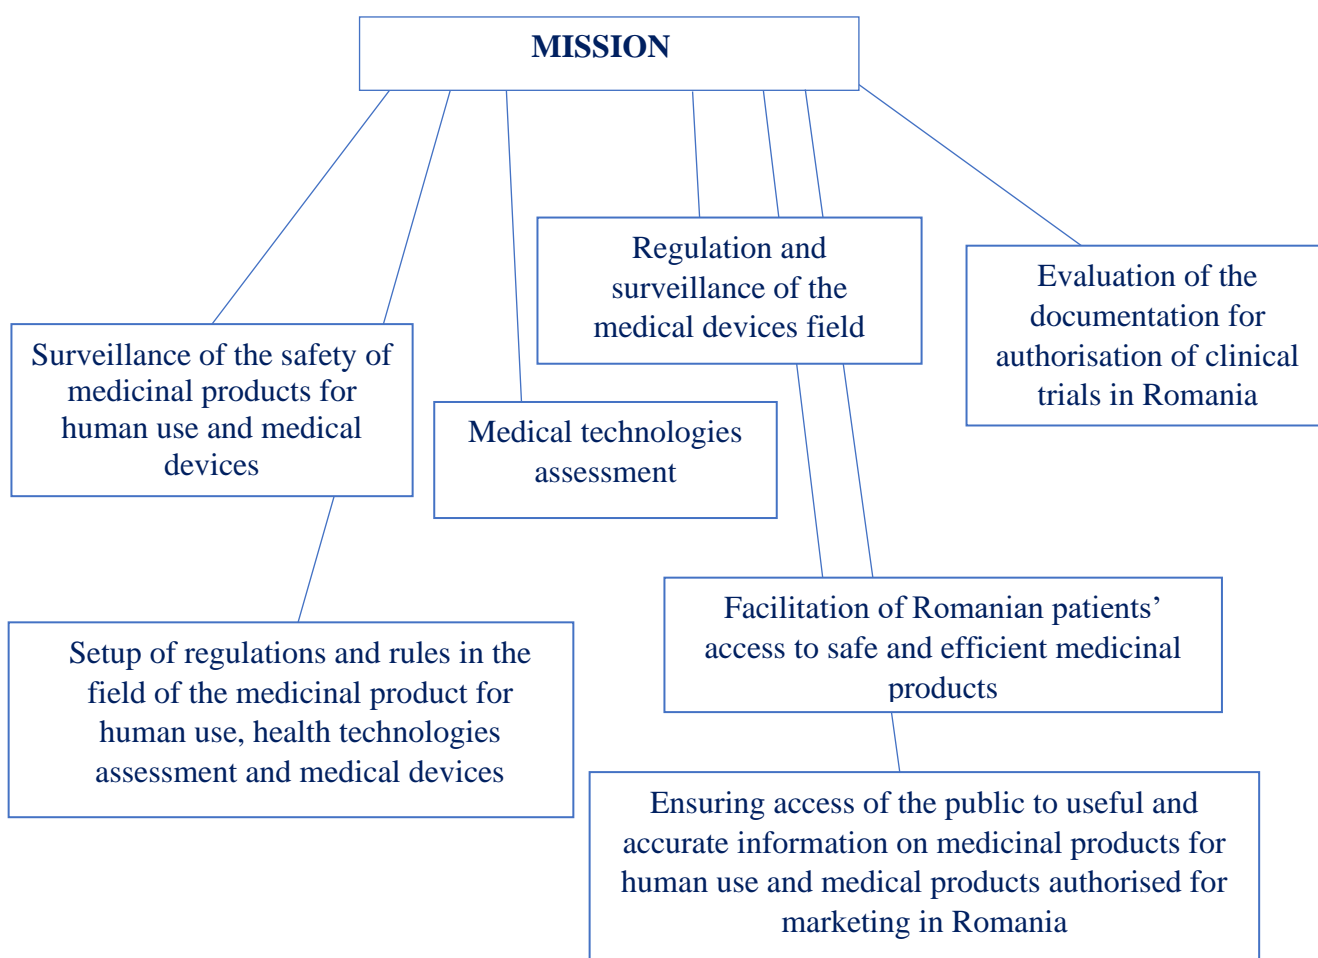 MISSION
Regulation and
surveillance of the
medical devices field
Evaluation of the
documentation for
authorisation of clinical
trials in Romania
Surveillance of the safety of
medicinal products for
human use and medical
devices
Medical technologies
assessment
Facilitation of Romanian patients’
access to safe and efficient medicinal
products
Setup of regulations and rules in the
field of the medicinal product for
human use, health technologies
assessment and medical devices
Ensuring access of the public to useful and
accurate information on medicinal products for
human use and medical products authorised for
marketing in Romania